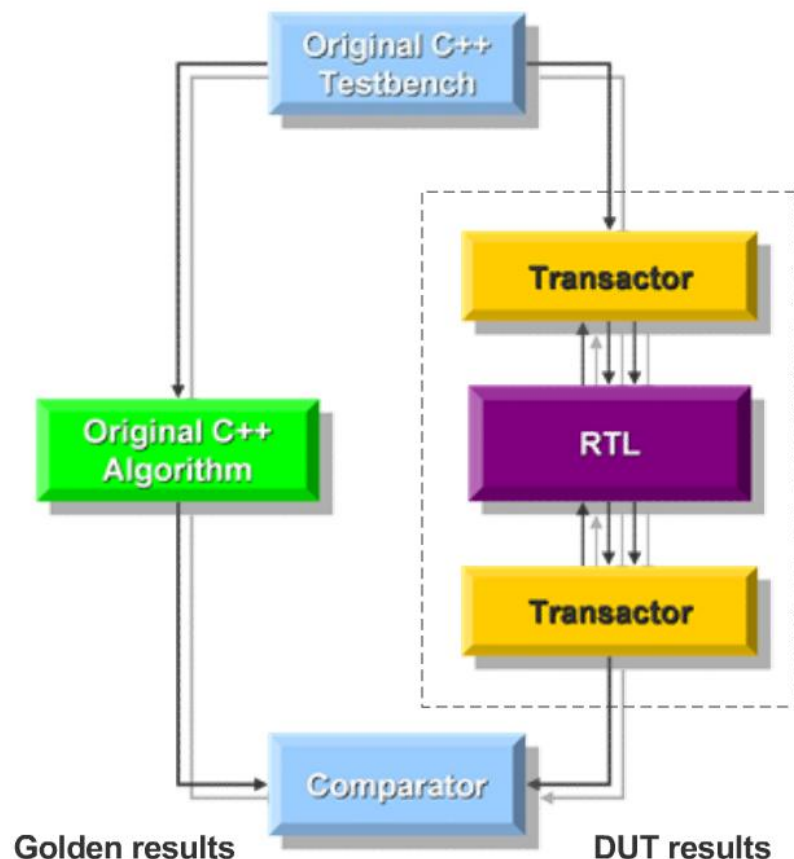 Original C++
Testbench
Transactor
Original C++
Algorithm
RTL
Transactor
Comparator
Golden results
DUT results